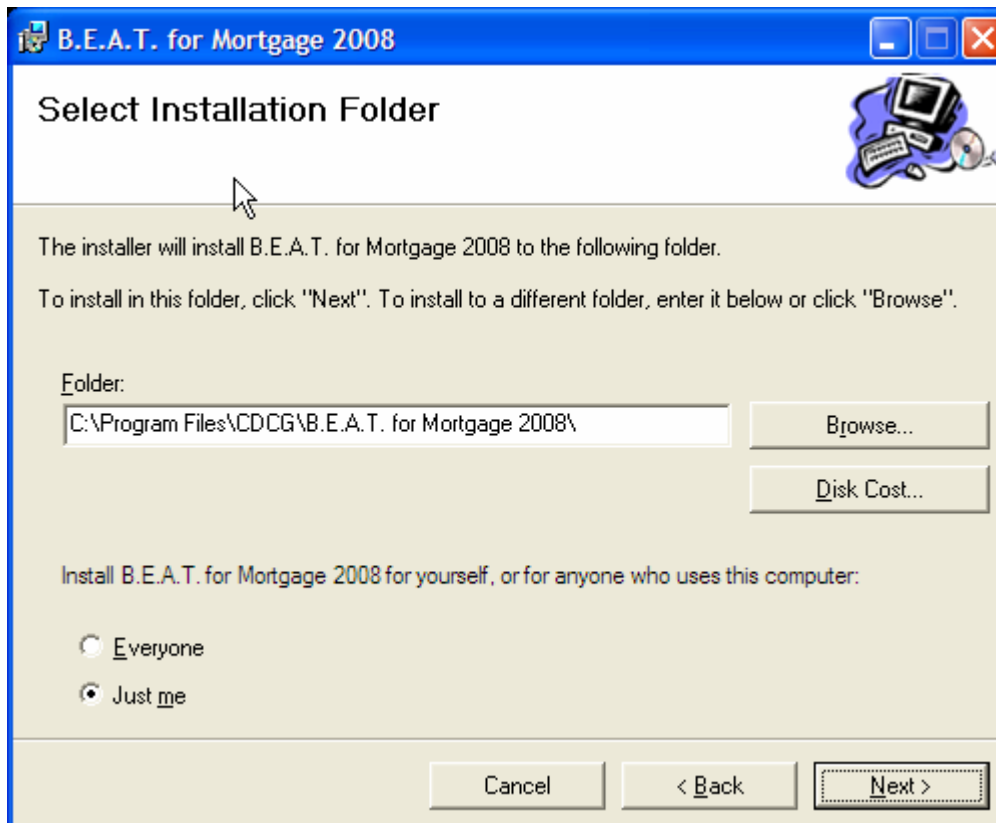 B.E.A.T. for Mortgage 2008
Select Installation Folder
The installer will install B.E.A.T. for Mortgage 2008 to the following folder.
To install in this folder, click "Next". To install to a different folder, enter it below or click "Browse".
Folder:
C:\Program Files\CDCG\B.E.A.T. for Mortgage 2008\
Browse...
Disk Cost...
Install B.E.A.T. for Mortgage 2008 for yourself, or for anyone who uses this computer:
Everyone
Just me
Cancel < Back Next >